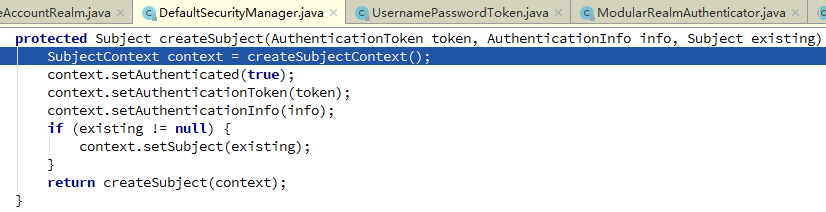 eAccountRealm.java × DefaultSecurityManager.java × UsernamePasswordToken.java × ModularRealmAuthenticator.java ×
protected Subject createSubject(AuthenticationToken token, AuthenticationInfo info, Subject existing)
SubjectContext context = createSubjectContext();
context.setAuthenticated(true);
context.setAuthenticationToken(token);
context.setAuthenticationInfo(info);
if (existing != null) {
context.setSubject(existing);
}
return createSubject(context);
}